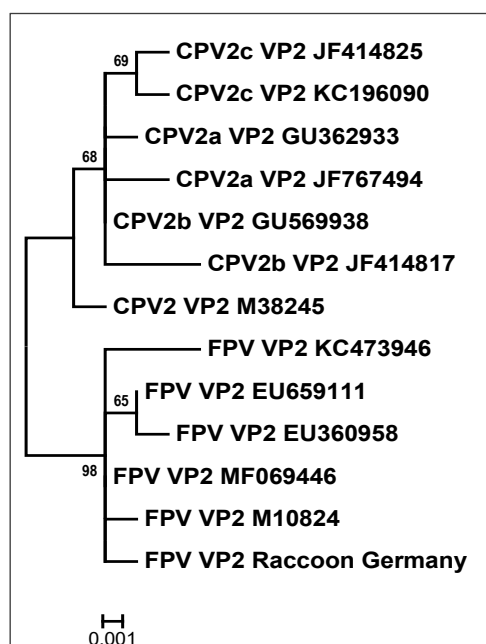 69
CPV2c VP2 JF414825
CPV2c VP2 KC196090
CPV2a VP2 GU362933
68
CPV2a VP2 JF767494
CPV2b VP2 GU569938
CPV2b VP2 JF414817
CPV2 VP2 M38245
FPV VP2 KC473946
FPV VP2 EU659111
65
FPV VP2 EU360958
98
FPV VP2 MF069446
FPV VP2 M10824
FPV VP2 Raccoon Germany
0.001